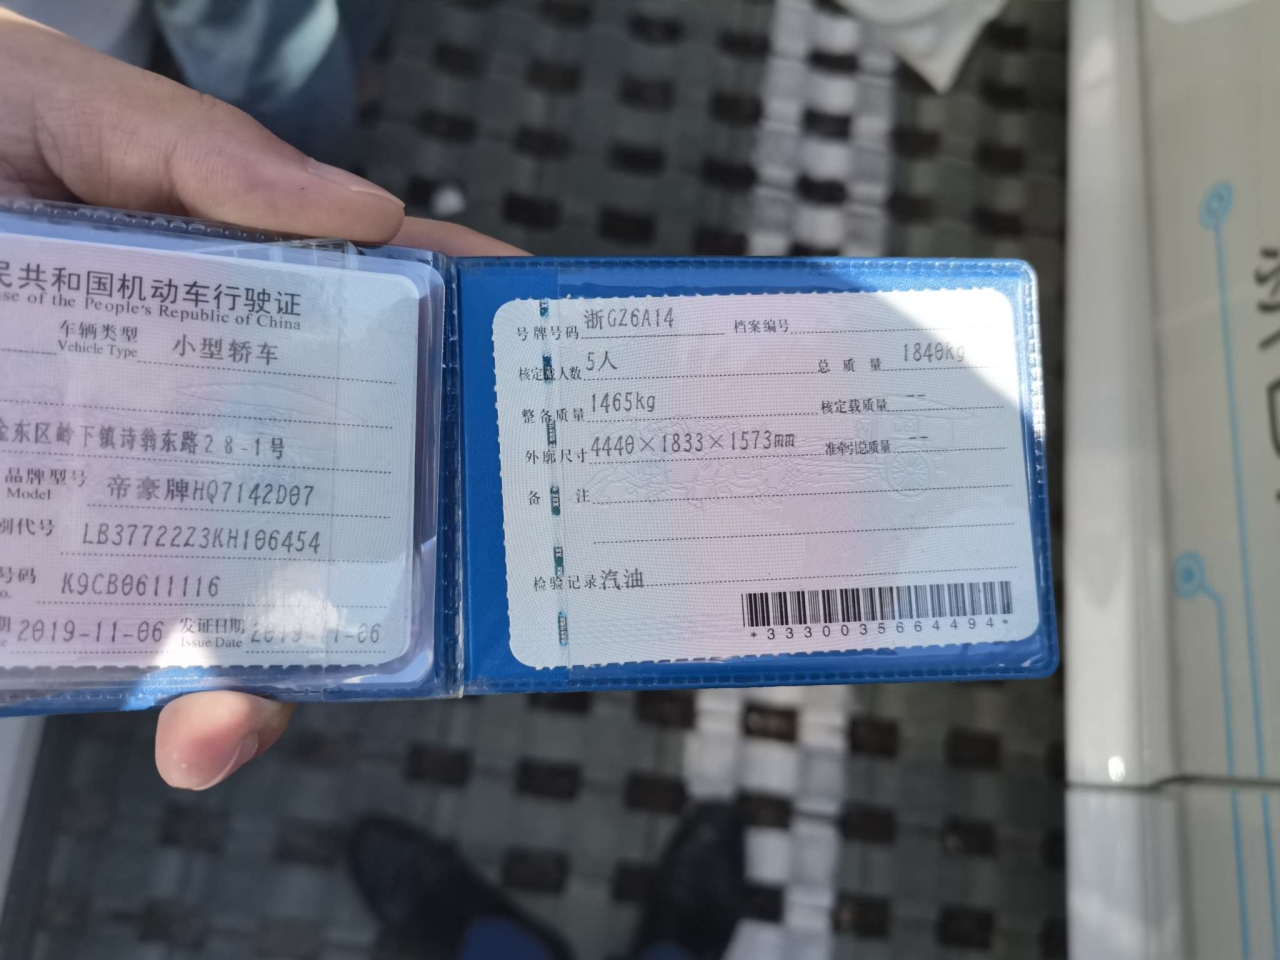 民共和国机动车行驶证
se of the People's Republic of China
车辆类型 小型轿车
Vehicle Type
金东区岭下镇诗翁东路28-1号
品牌型号 帝豪牌HQ7142D07
Model
别代号 LB37722Z3KH106454
号码 K9CB0611116
o.
期 2019-11-06 发证日期 2019-11-06
Issue Date
号牌号码 浙GZ6A14 档案编号
核定载人数 5人 总质量 1840kg
整备质量 1465kg 核定载质量 --
外廓尺寸 4440×1833×1573mm 准牵引总质量 --
备注
检验记录 汽油
*3330035664494*